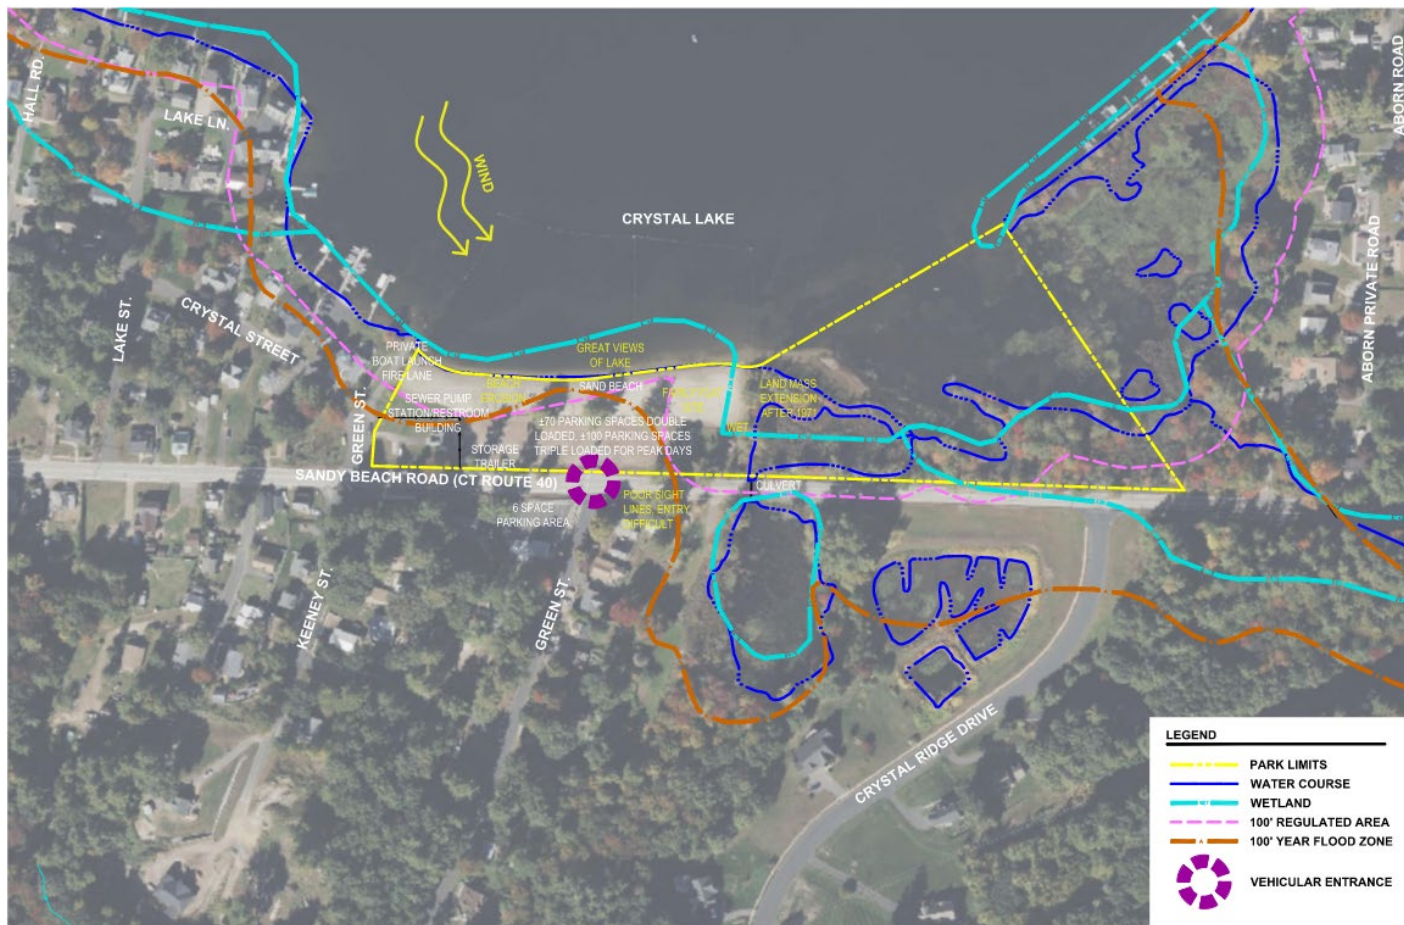 HALL RD.
LAKE LN.
WIND
CRYSTAL LAKE
ABORN ROAD
ABORN PRIVATE ROAD
LAKE ST.
CRYSTAL STREET
PRIVATE
BOAT LAUNCH
FIRE LANE
GREAT VIEWS
OF LAKE
BEACH
EROSION
SAND BEACH
LAND MASS
EXTENSION
AFTER 1971
SEWER PUMP
STATION/RESTROOM
BUILDING
±70 PARKING SPACES DOUBLE
LOADED, ±100 PARKING SPACES
TRIPLE LOADED FOR PEAK DAYS
WET
GREEN ST.
STORAGE
TRAILER
SANDY BEACH ROAD (CT ROUTE 40)
CULVERT
6 SPACE
PARKING AREA
POOR SIGHT
LINES, ENTRY
DIFFICULT
KEENEY ST.
GREEN ST.
CRYSTAL RIDGE DRIVE
LEGEND
PARK LIMITS
WATER COURSE
WETLAND
100' REGULATED AREA
100' YEAR FLOOD ZONE
VEHICULAR ENTRANCE